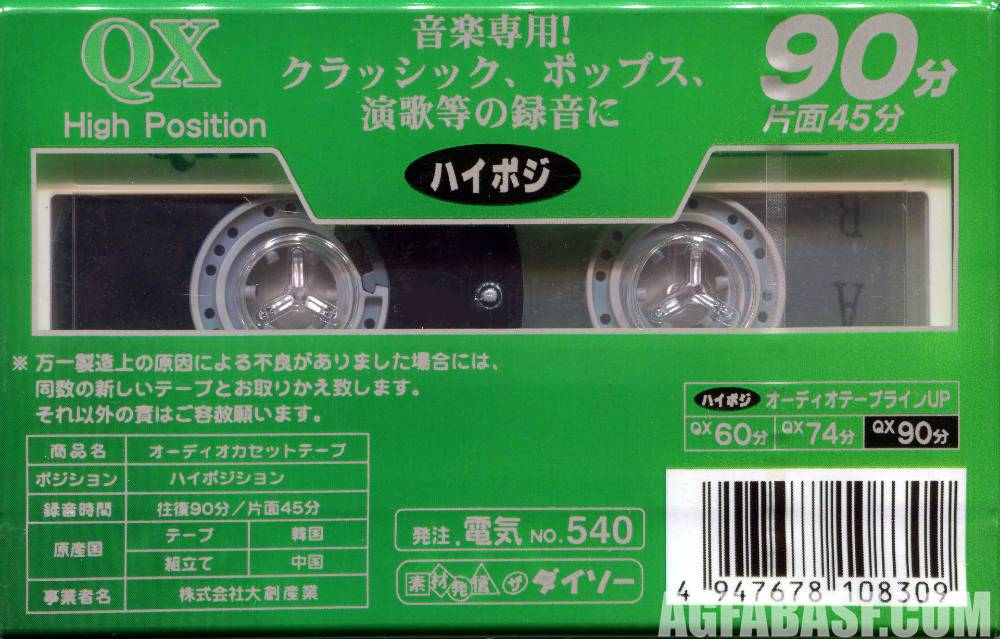 QX
High Position
音楽専用!
クラッシック、ポップス、
演歌等の録音に
90分
片面45分
ハイポジ
R
A
※万一製造上の原因による不良がありました場合には、
同数の新しいテープとお取りかえ致します。
それ以外の責はご容赦願います。
商品名 オーディオカセットテープ
ポジション ハイポジション
録音時間 往復90分/片面45分
原産国 テープ 韓国
組立て 中国
事業者名 株式会社大創産業
ハイポジ オーディオテープラインUP
QX60分 QX74分 QX90分
発注.電気 NO.540
素材発信 ザ ダイソー
4 947678 108309
AGFABASF.COM